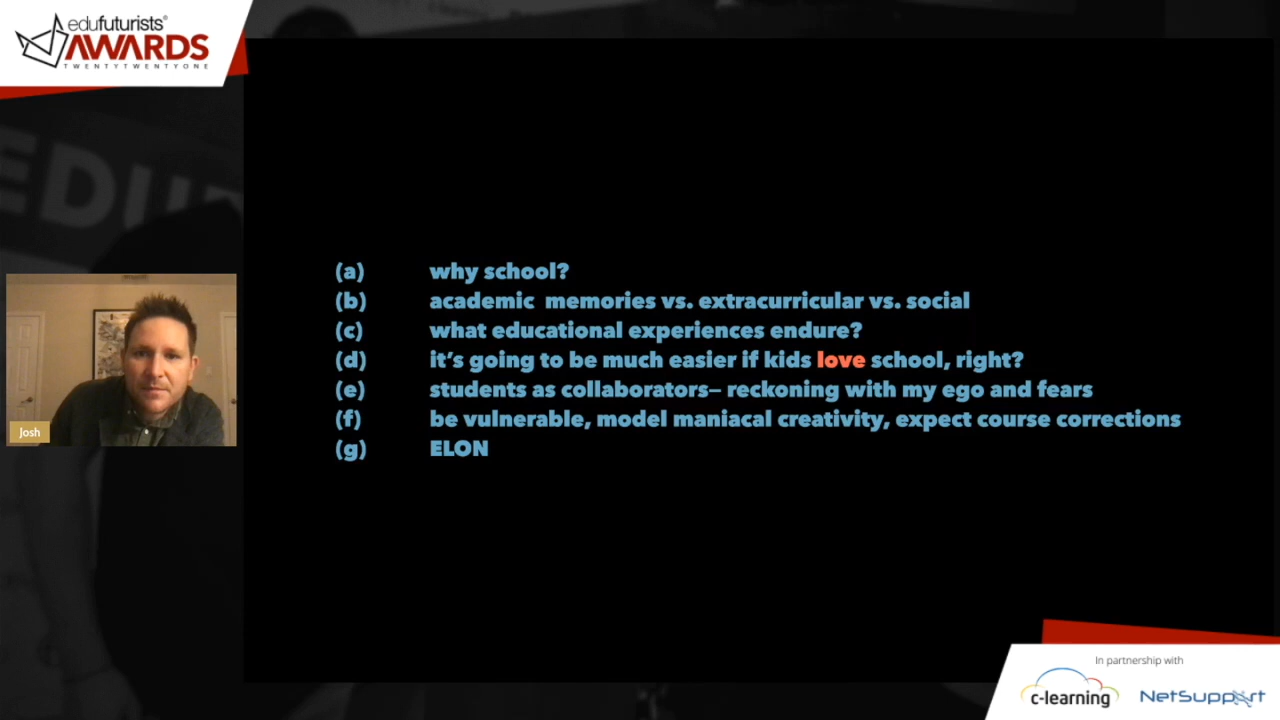 edufuturists®
AWARDS
TWENTYTWENTYONE
(a) why school?
(b) academic memories vs. extracurricular vs. social
(c) what educational experiences endure?
(d) it's going to be much easier if kids love school, right?
(e) students as collaborators– reckoning with my ego and fears
(f) be vulnerable, model maniacal creativity, expect course corrections
(g) ELON
Josh
In partnership with
c-learning
NetSupport